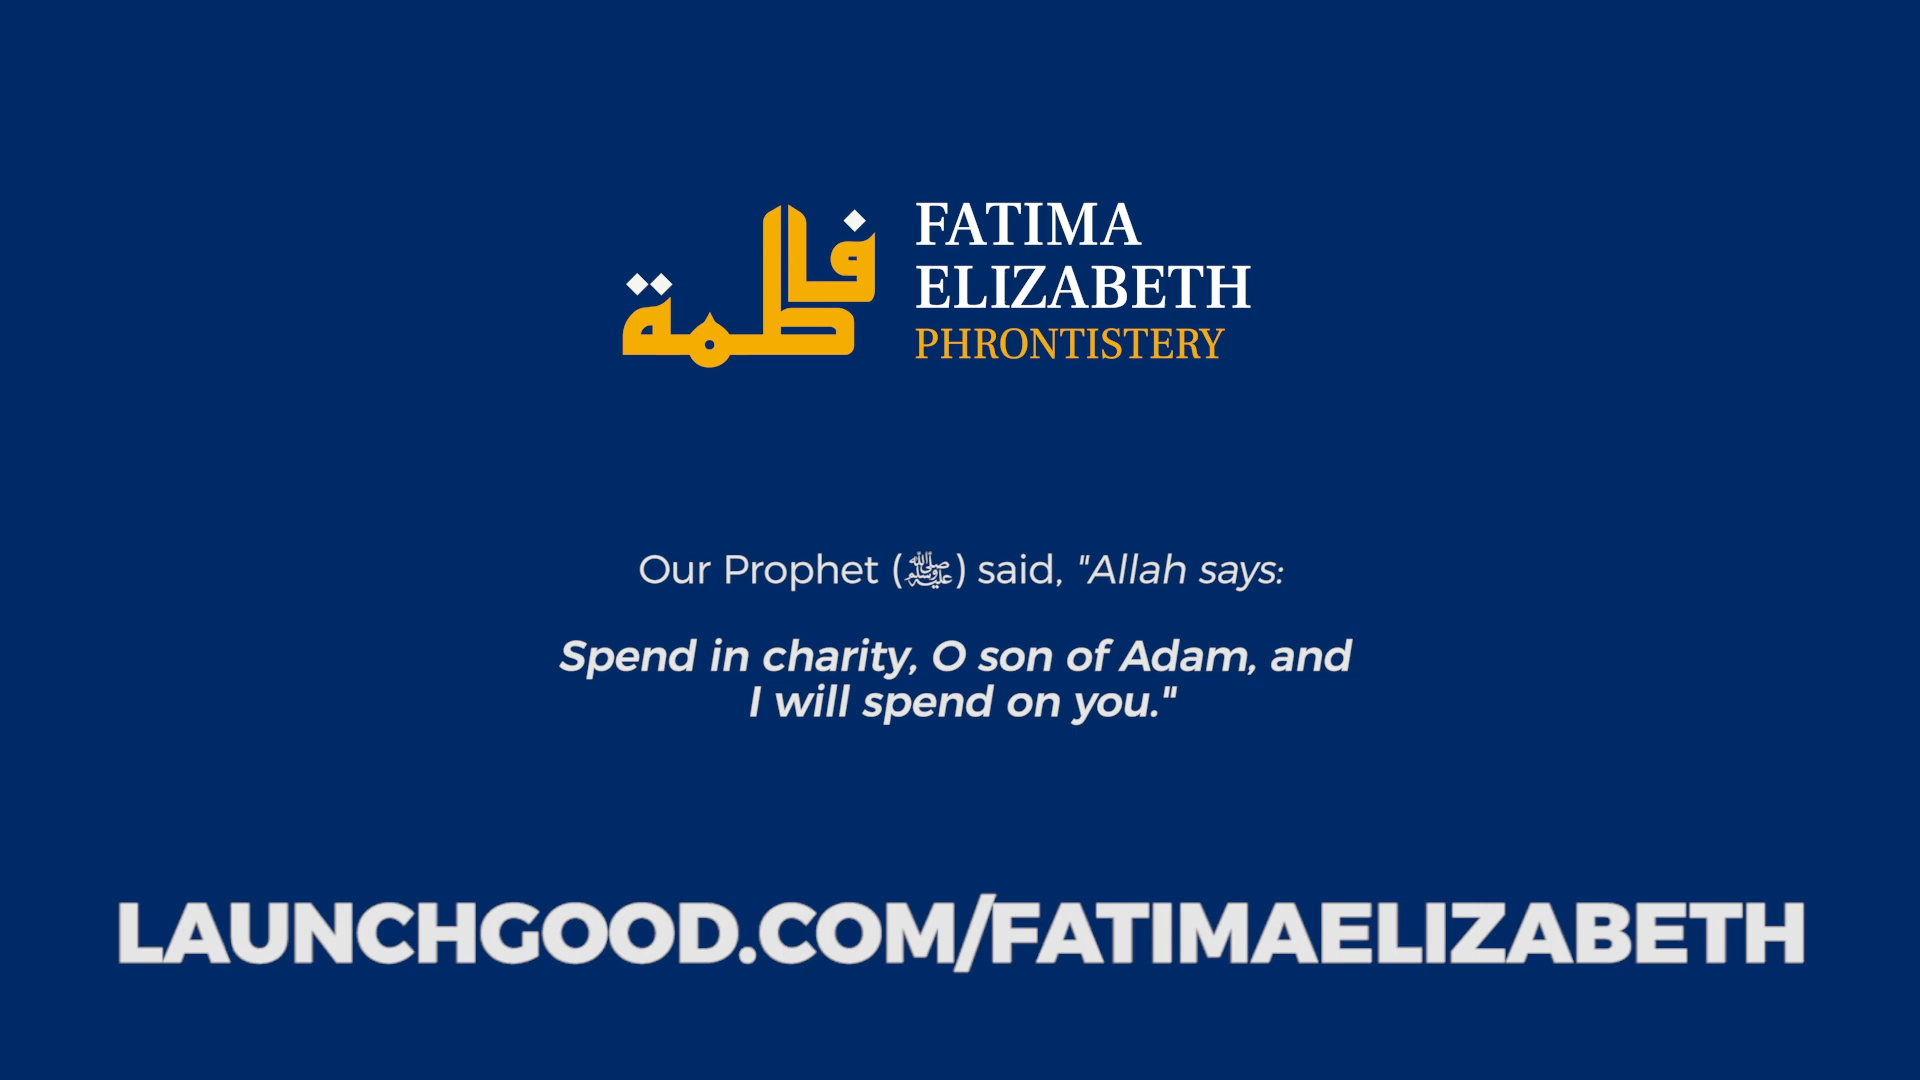 فاطمة
FATIMA
ELIZABETH
PHRONTISTERY
Our Prophet (ﷺ) said, "Allah says:
Spend in charity, O son of Adam, and
I will spend on you."
LAUNCHGOOD.COM/FATIMAELIZABETH